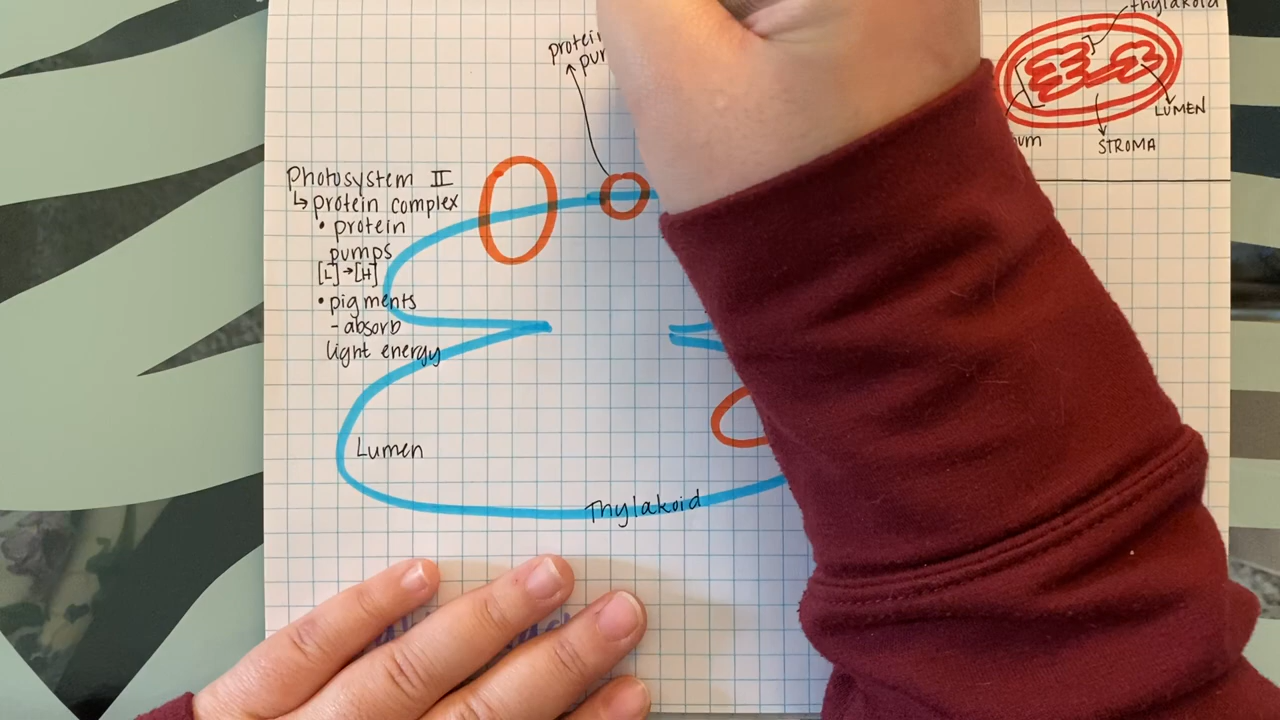 thylakoid
LUMEN
STROMA
Photosystem II
↳ protein complex
• protein
pumps
[L]→[H]
• pigments
- absorb
light energy
Lumen
Thylakoid